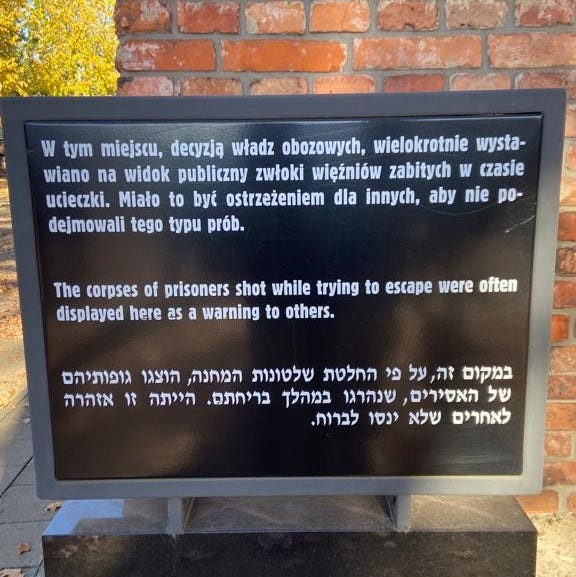 W tym miejscu, decyzją władz obozowych, wielokrotnie wysta-
wiano na widok publiczny zwłoki więźniów zabitych w czasie
ucieczki. Miało to być ostrzeżeniem dla innych, aby nie po-
dejmowali tego typu prób.
The corpses of prisoners shot while trying to escape were often
displayed here as a warning to others.
במקום זה, על פי החלטת שלטונות המחנה, הוצגו גופותיהם
של האסירים, שנהרגו במהלך בריחתם. הייתה זו אזהרה
לאחרים שלא ינסו לברוח.